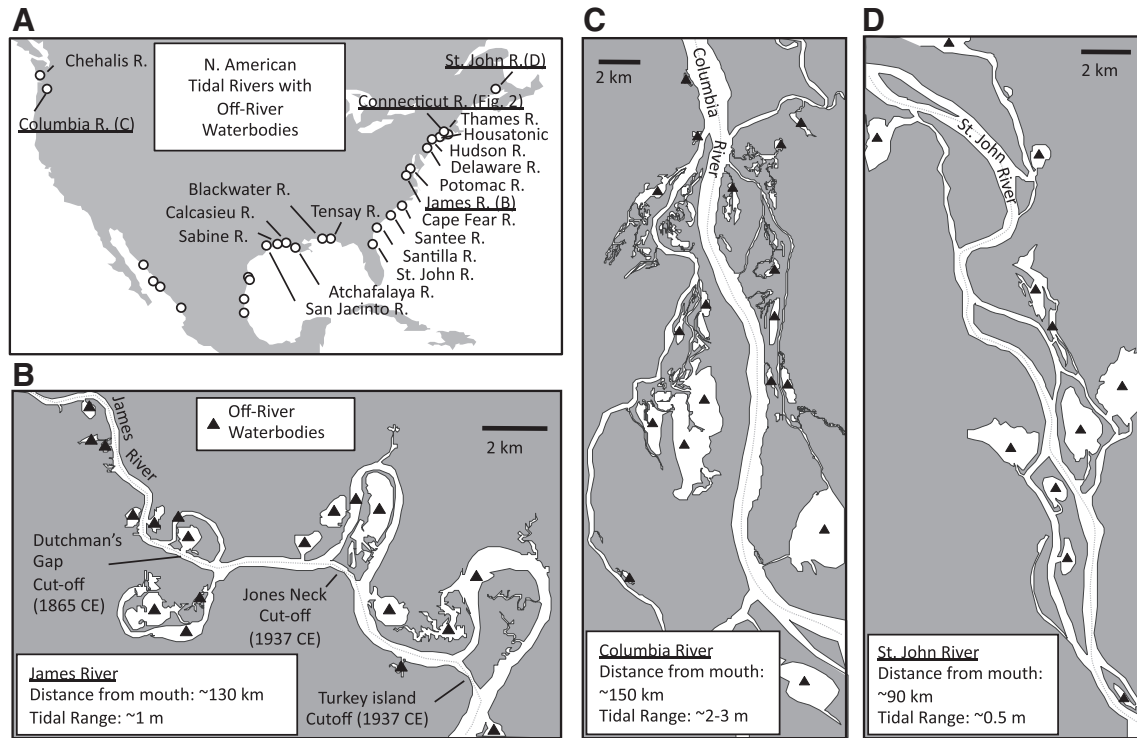 A
Chehalis R.
Columbia R. (C)
N. American
Tidal Rivers with
Off-River
Waterbodies
St. John R.(D)
Connecticut R. (Fig. 2)
Thames R.
Housatonic
Hudson R.
Delaware R.
Potomac R.
James R. (B)
Cape Fear R.
Santee R.
Santilla R.
St. John R.
Blackwater R.
Calcasieu R.
Tensay R.
Sabine R.
Atchafalaya R.
San Jacinto R.
B
James River
Off-River
Waterbodies
2 km
Dutchman's
Gap
Cut-off
(1865 CE)
Jones Neck
Cut-off
(1937 CE)
Turkey island
Cutoff (1937 CE)
James River
Distance from mouth: ~130 km
Tidal Range: ~1 m
C
2 km
Columbia River
Columbia River
Distance from mouth:
~150 km
Tidal Range: ~2-3 m
D
2 km
St. John River
St. John River
Distance from mouth:
~90 km
Tidal Range: ~0.5 m